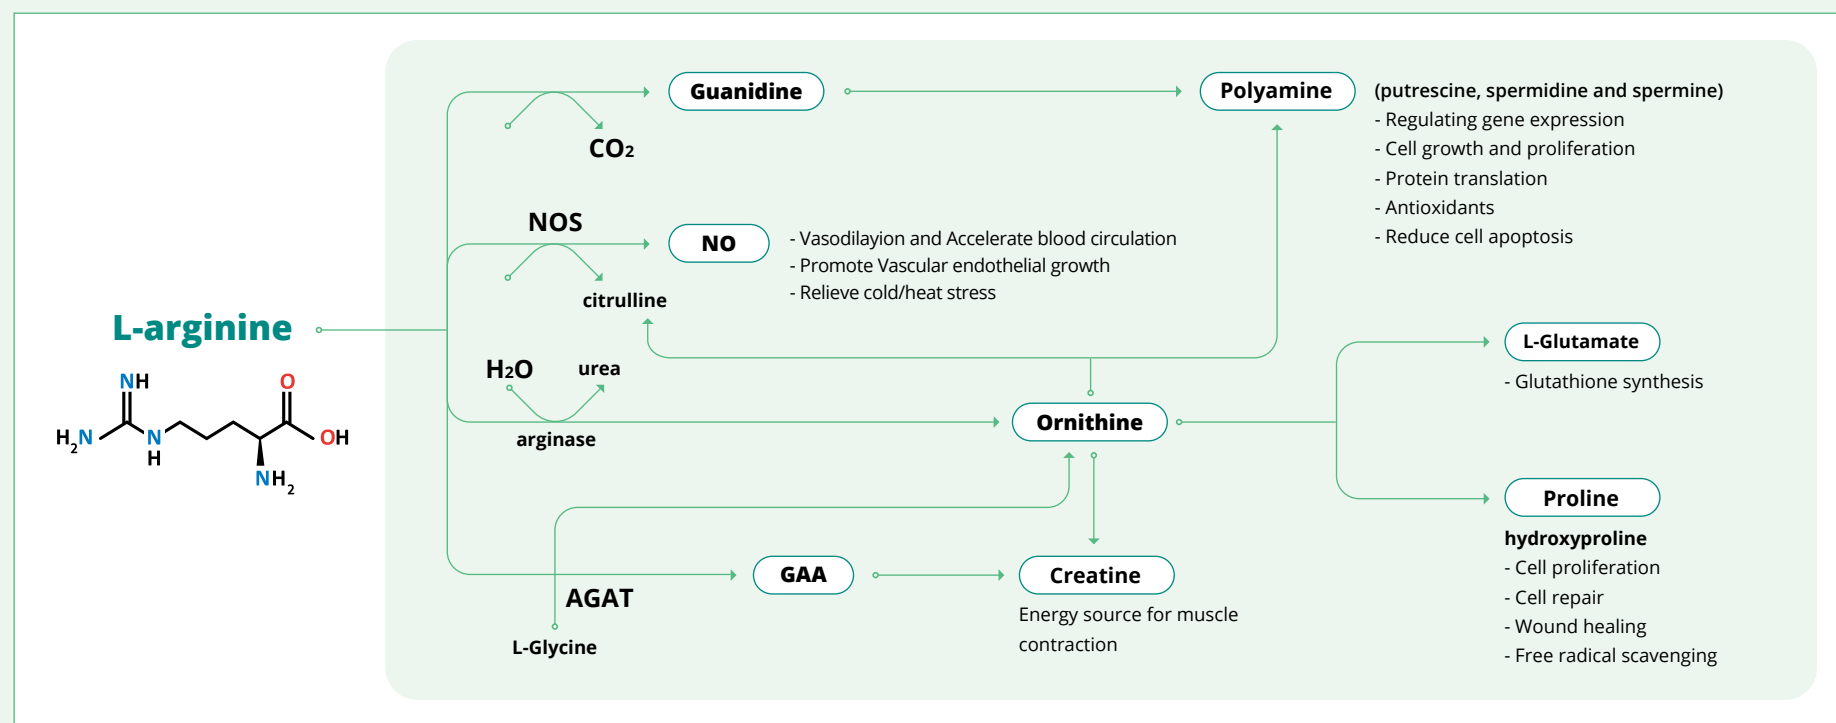 L-arginine
NH
O
H2N
N
H
OH
NH2
Guanidine
CO2
Polyamine
(putrescine, spermidine and spermine)
- Regulating gene expression
- Cell growth and proliferation
- Protein translation
- Antioxidants
- Reduce cell apoptosis
NOS
NO
citrulline
- Vasodilayion and Accelerate blood circulation
- Promote Vascular endothelial growth
- Relieve cold/heat stress
H2O
urea
arginase
Ornithine
L-Glutamate
- Glutathione synthesis
Proline
hydroxyproline
- Cell proliferation
- Cell repair
- Wound healing
- Free radical scavenging
AGAT
L-Glycine
GAA
Creatine
Energy source for muscle
contraction